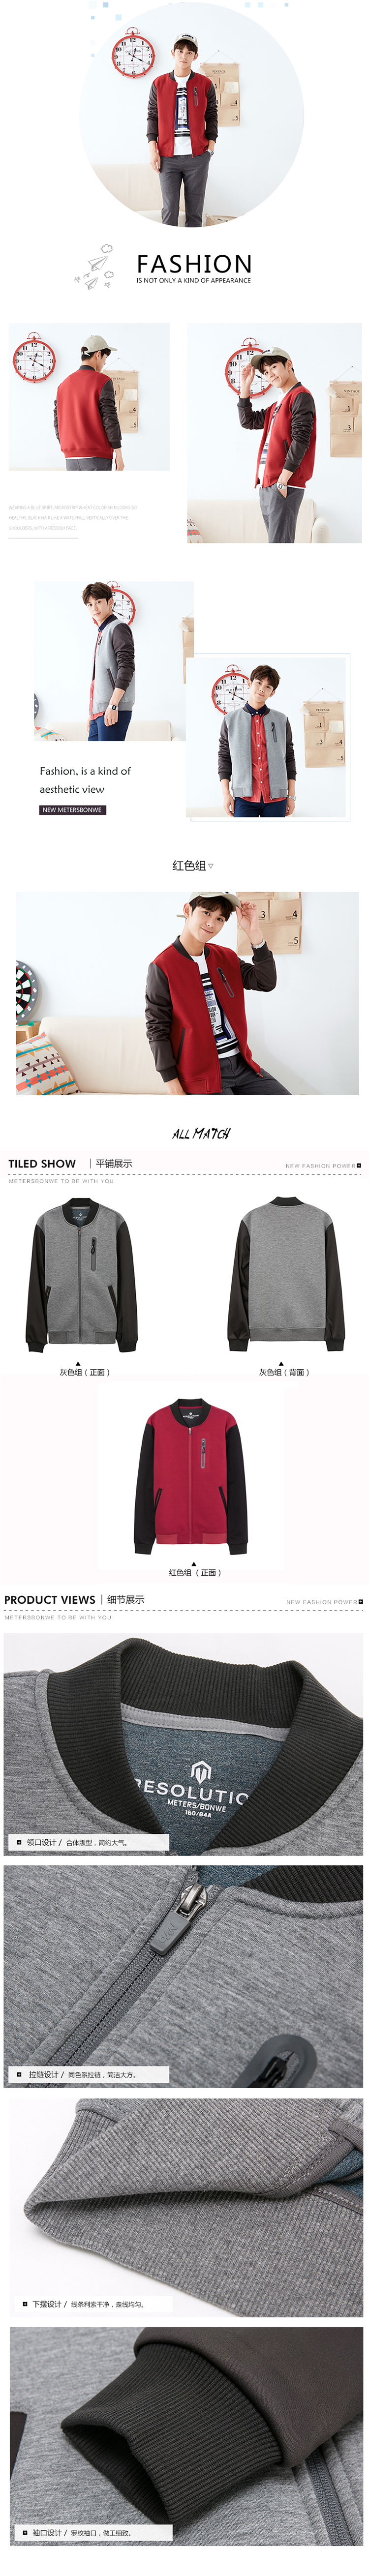 FASHION
IS NOT ONLY A KIND OF APPEARANCE
Fashion, is a kind of
aesthetic view
NEW METERSBONWE
红色组
3 4
5
ALL MATCH
TILED SHOW | 平铺展示
NEW FASHION POWER
METERSBRONWE TO BE WITH YOU
灰色组（正面）
灰色组（背面）
红色组（正面）
PRODUCT VIEWS | 细节展示
NEW FASHION POWER
METERSBRONWE TO BE WITH YOU
RESOLUTIO
METERS/BONWE
160/84A
领口设计 / 合体版型，简约大气。
拉链设计 / 同色系拉链，简洁大方。
下摆设计 / 线条利索干净，走线均匀。
袖口设计 / 罗纹袖口，做工细致。